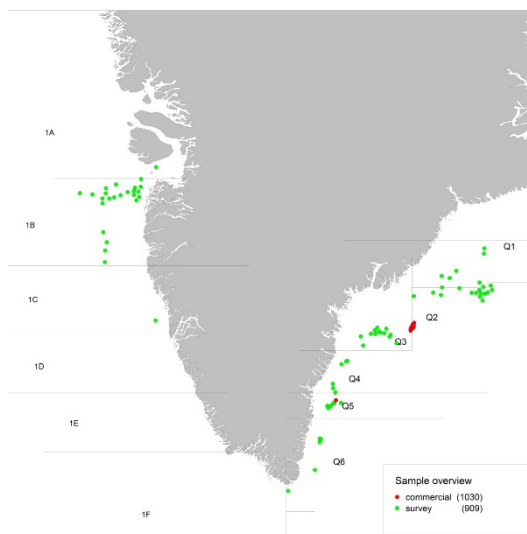 1A
1B
Q1
1C
Q2
Q3
1D
Q4
Q5
1E
Q6
Sample overview
commercial (1030)
survey (909)
1F